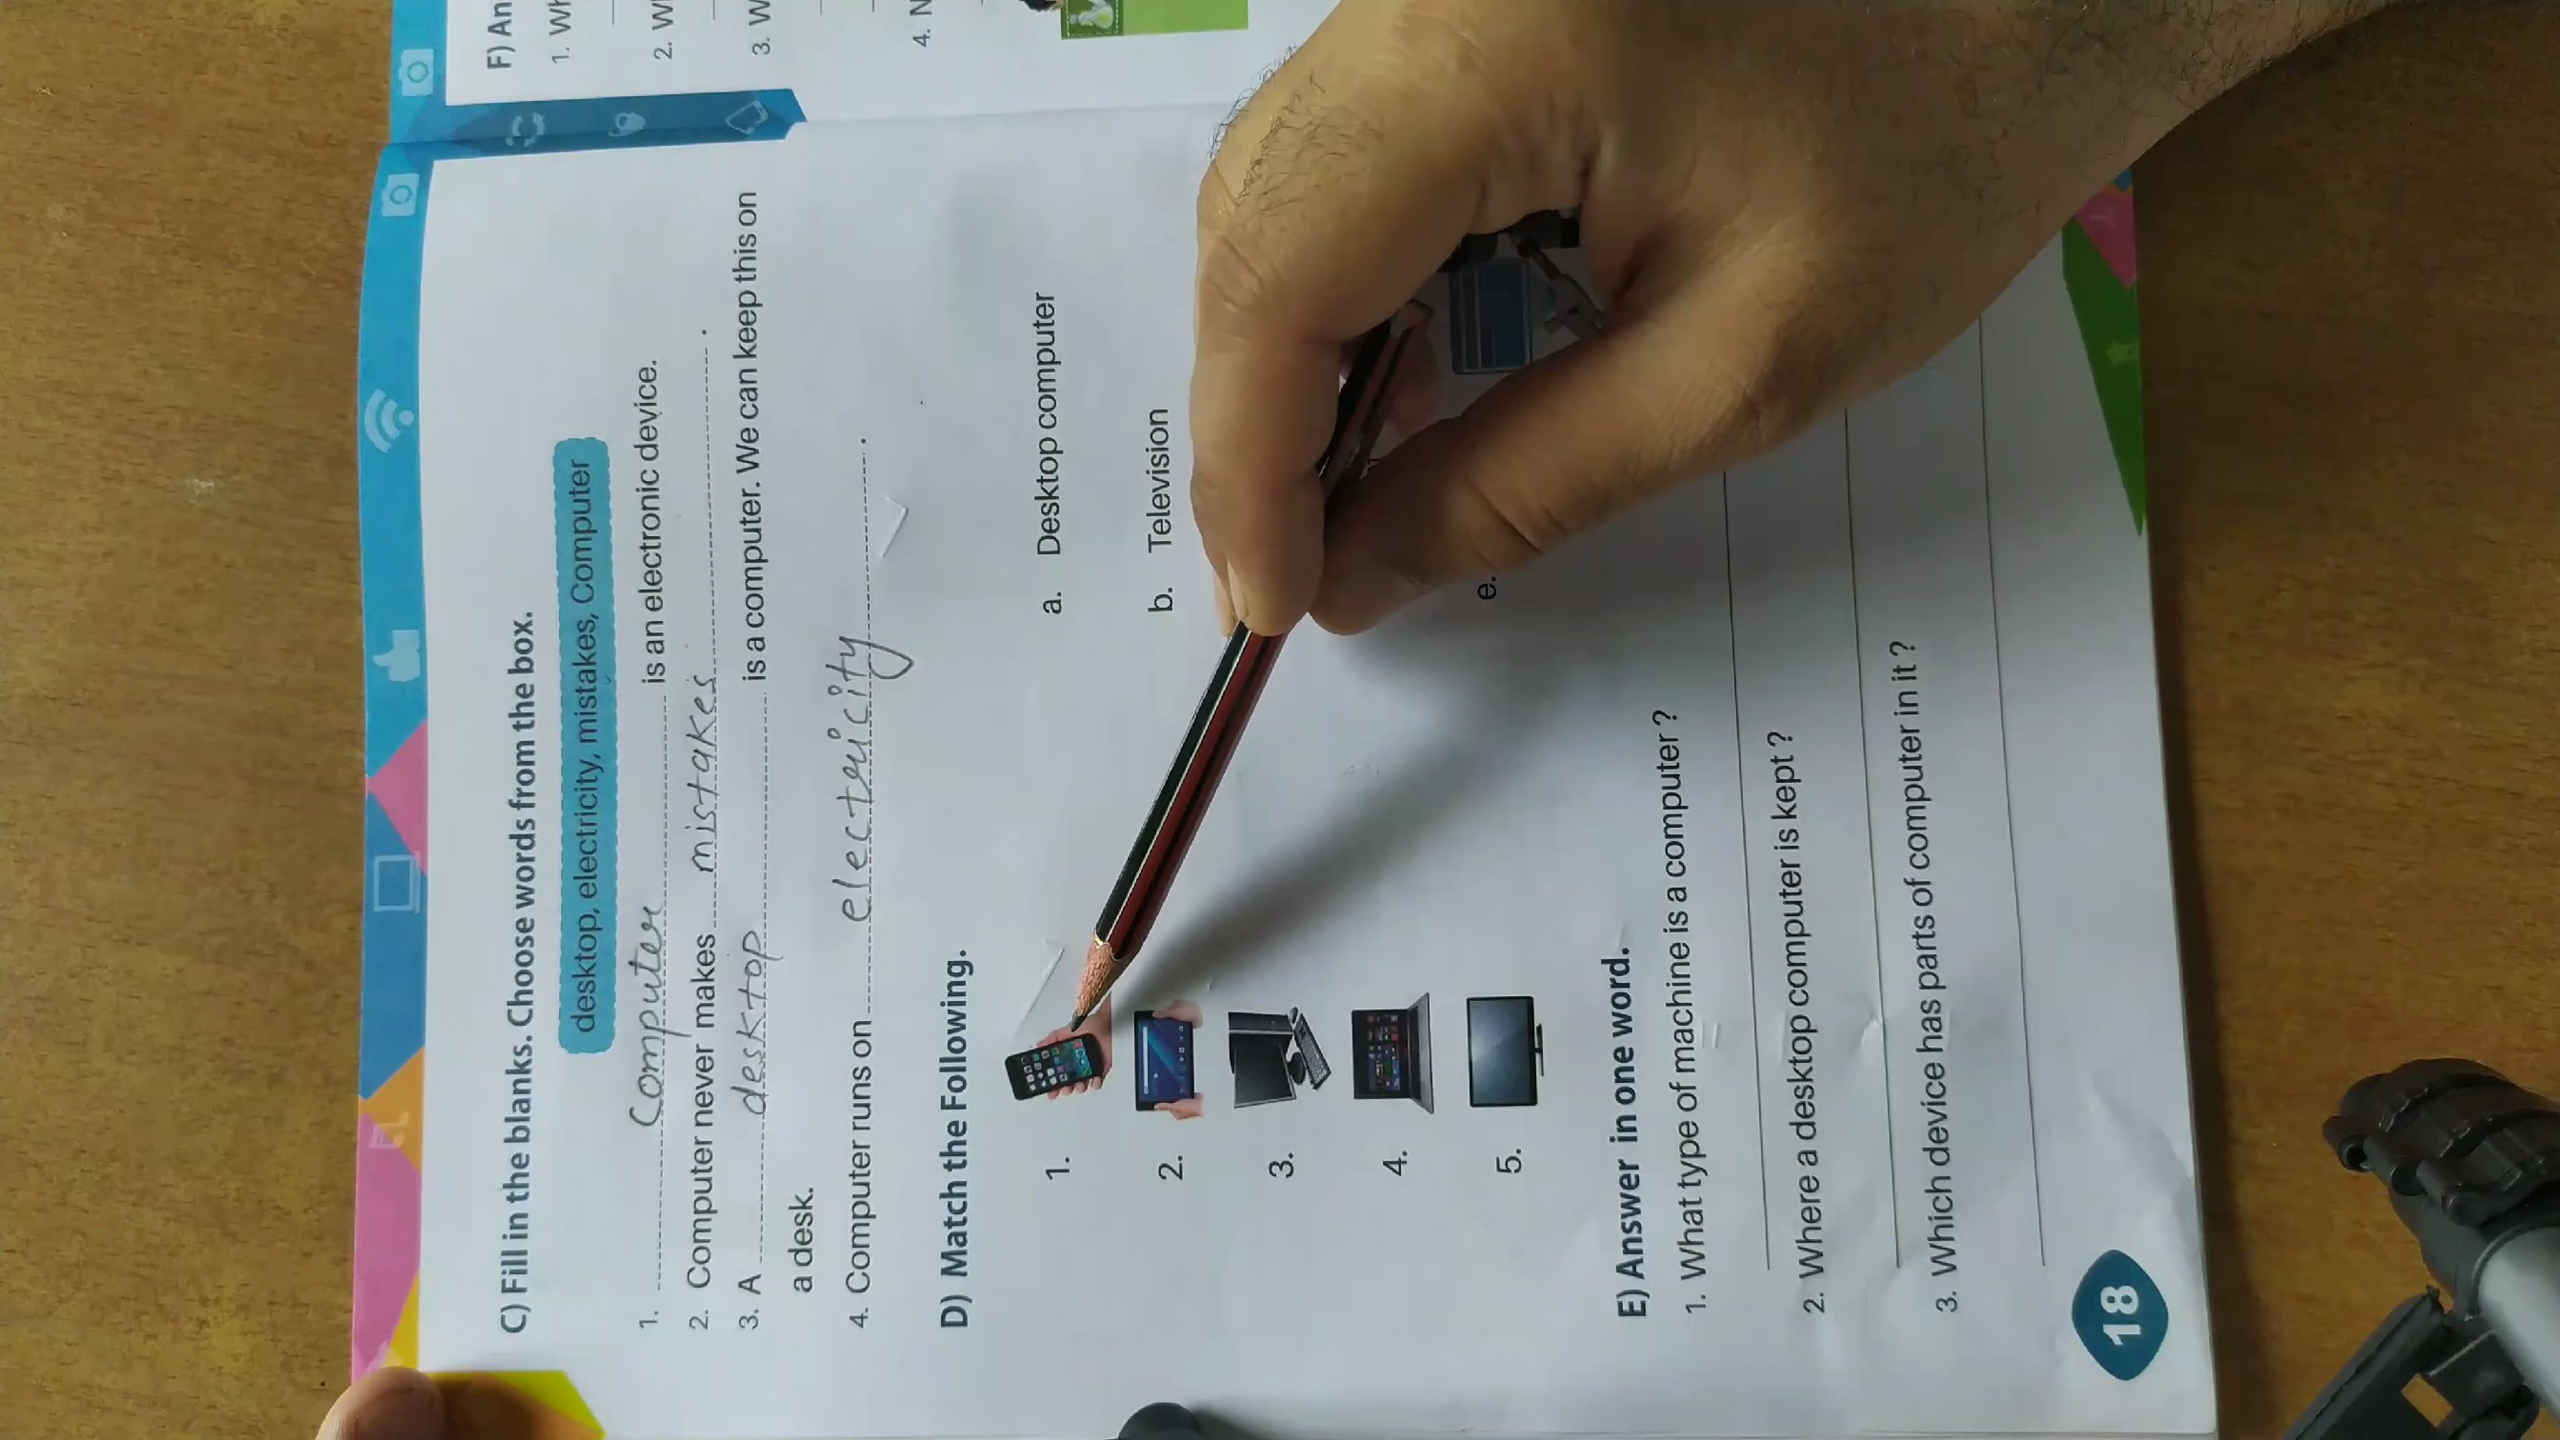 C) Fill in the blanks. Choose words from the box.
desktop, electricity, mistakes, Computer
1. Computer is an electronic device.
2. Computer never makes mistakes .
3. A desktop is a computer. We can keep this on
a desk.
4. Computer runs on electricity .
D) Match the Following.
1. a. Desktop computer
2. b. Television
3.
4.
5. e.
E) Answer in one word.
1. What type of machine is a computer ?
2. Where a desktop computer is kept ?
3. Which device has parts of computer in it ?
18
F) An
1. Wh
2. W
3. W
4. N